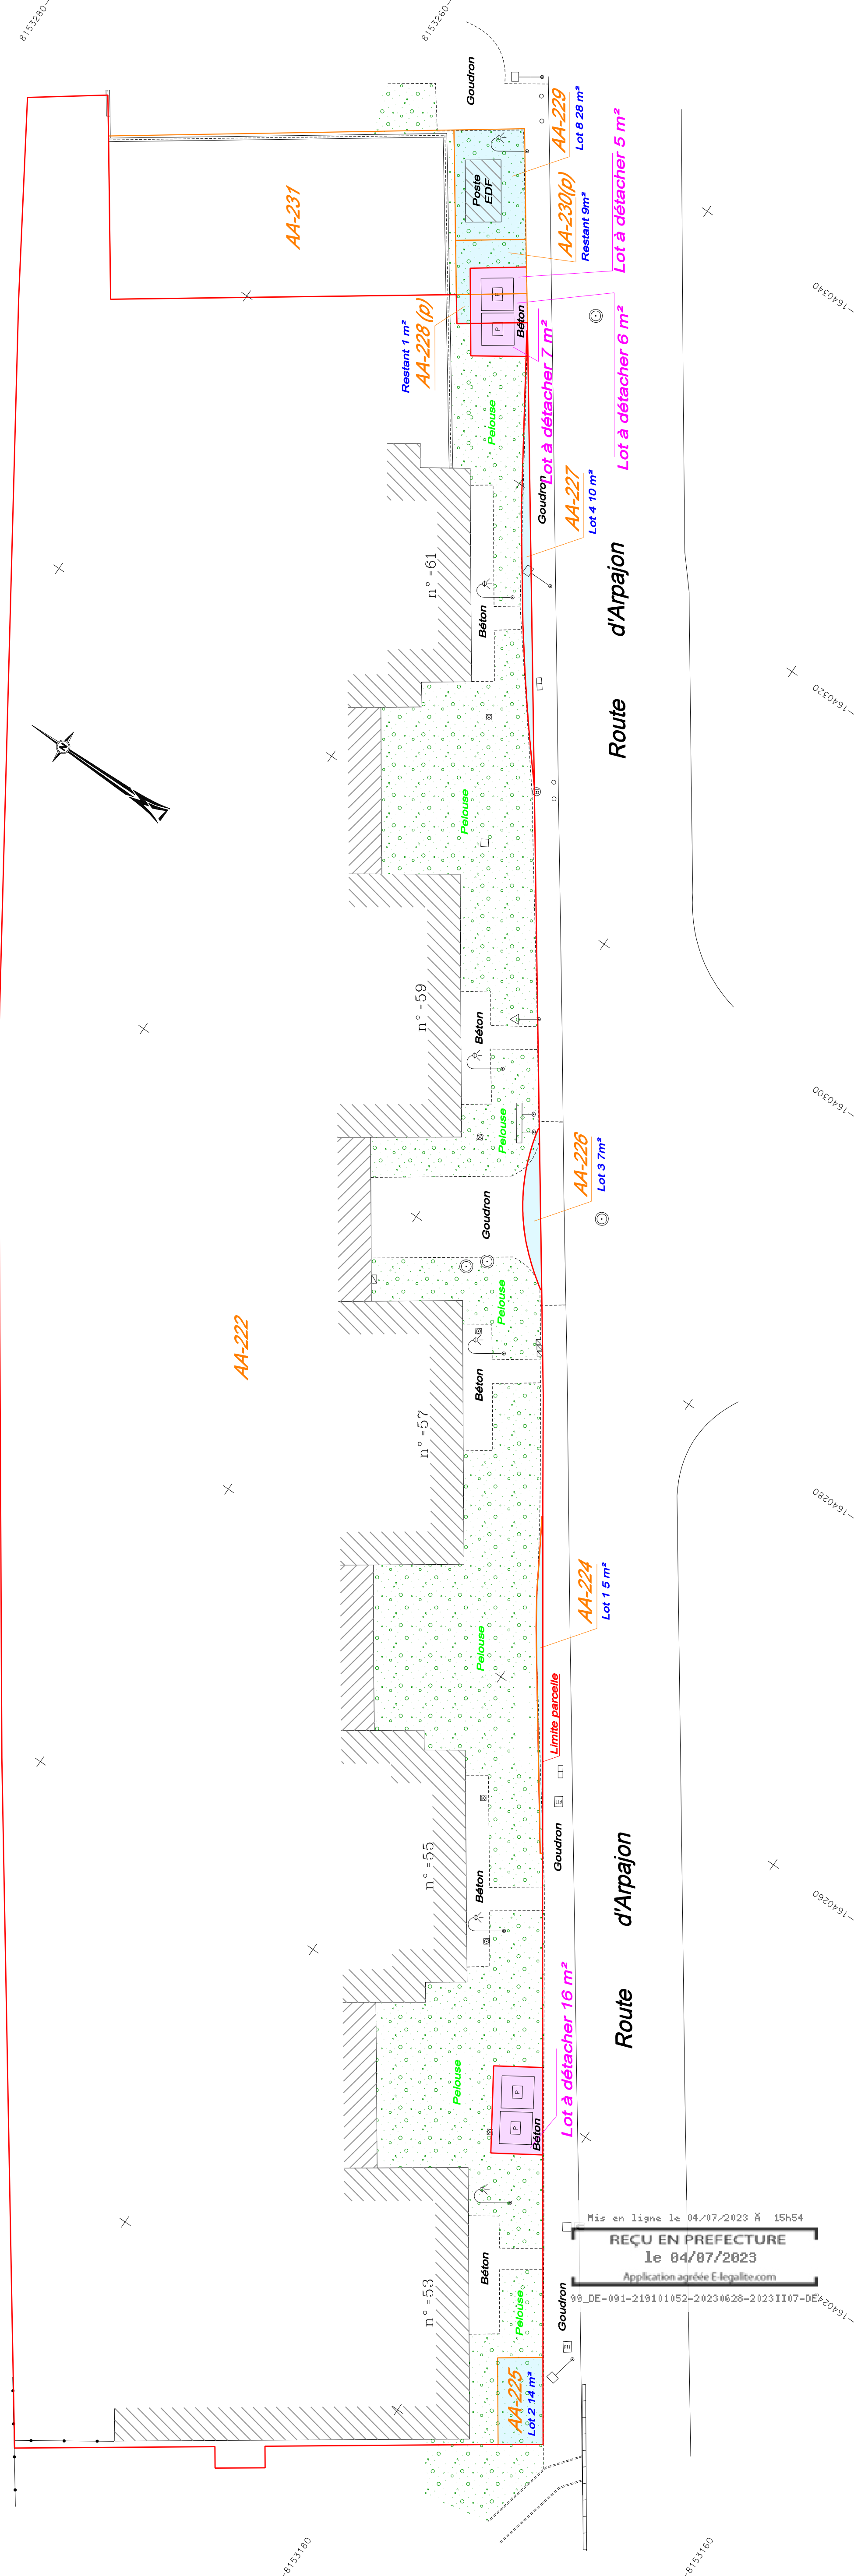 8153280
8153260
Goudron
AA-229
Lot 8 28 m²
Poste
EDF
AA-231
AA-230(p)
Restant 9m²
Lot à détacher 5 m²
P
P
Béton
Restant 1 m²
AA-228 (p)
Lot à détacher 7 m²
Lot à détacher 6 m²
1640340
Pelouse
Goudron
AA-227
Lot 4 10 m²
n°=61
Béton
Route d'Arpajon
1640320
N
Pelouse
n°=59
Béton
1640300
Pelouse
AA-226
Lot 3 7m²
Goudron
Pelouse
AA-222
n°=57
Béton
1640280
AA-224
Lot 1 5 m²
Pelouse
Limite parcelle
n°=55
Béton
Goudron
Route d'Arpajon
1640260
Lot à détacher 16 m²
Pelouse
P
P
Béton
Mis en ligne le 04/07/2023 À 15h54
REÇU EN PREFECTURE
le 04/07/2023
Application agréée E-legalite.com
99_DE-091-219101052-20230628-2023II07-DE
n°=53
Béton
Pelouse
Goudron
AA-225
Lot 2 14 m²
8153180
8153160